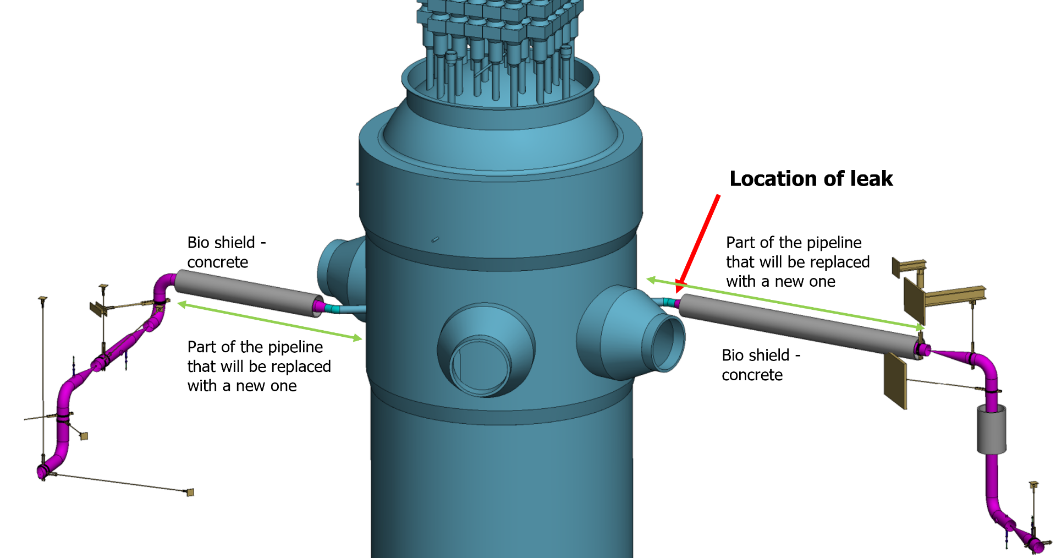 Location of leak
Bio shield -
concrete
Part of the pipeline
that will be replaced
with a new one
Part of the pipeline
that will be replaced
with a new one
Bio shield -
concrete